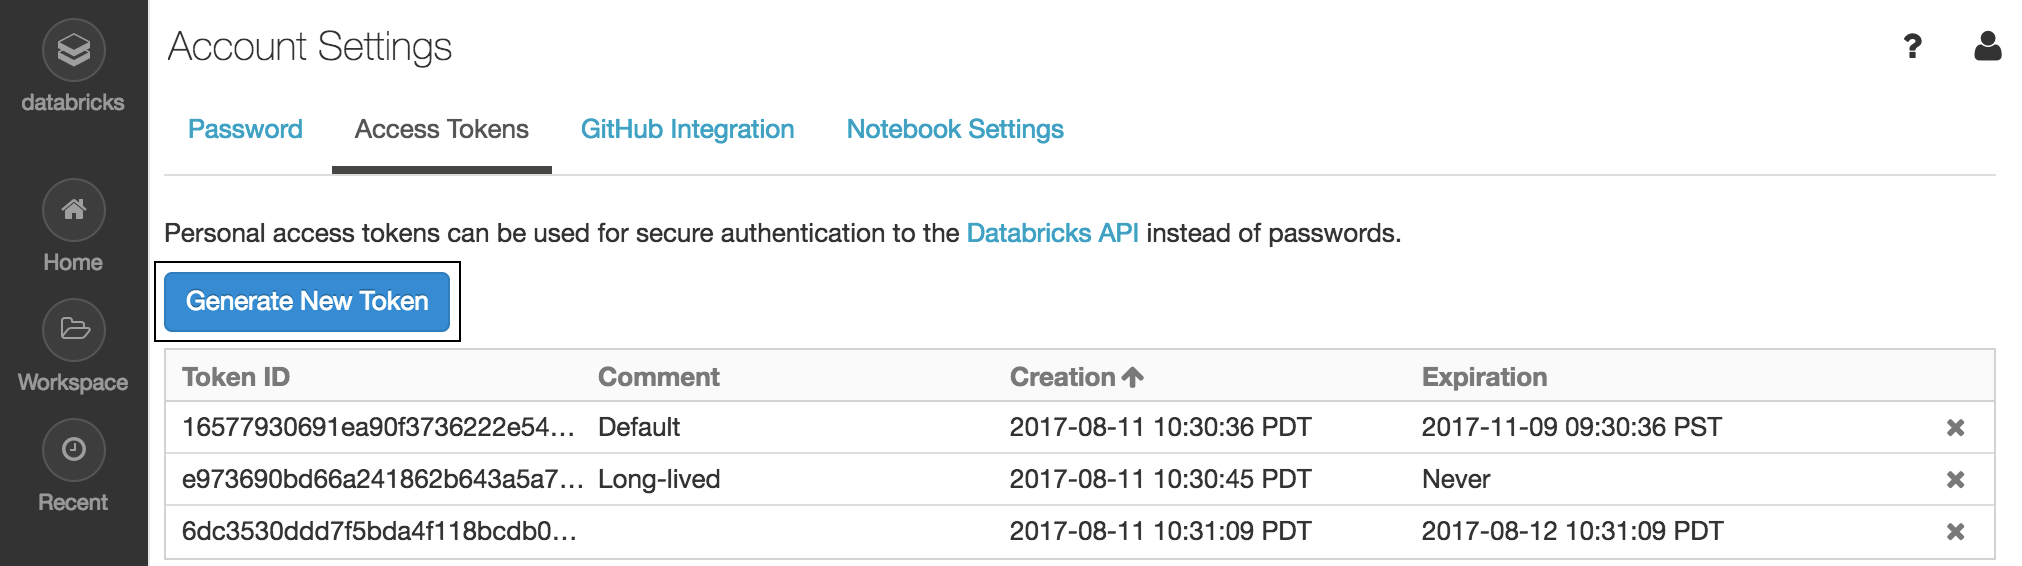 databricks
Home
Workspace
Recent
Account Settings
?
Password Access Tokens GitHub Integration Notebook Settings
Personal access tokens can be used for secure authentication to the Databricks API instead of passwords.
Generate New Token
Token ID Comment Creation Expiration
16577930691ea90f3736222e54... Default 2017-08-11 10:30:36 PDT 2017-11-09 09:30:36 PST
e973690bd66a241862b643a5a7... Long-lived 2017-08-11 10:30:45 PDT Never
6dc3530ddd7f5bda4f118bcdb0... 2017-08-11 10:31:09 PDT 2017-08-12 10:31:09 PDT